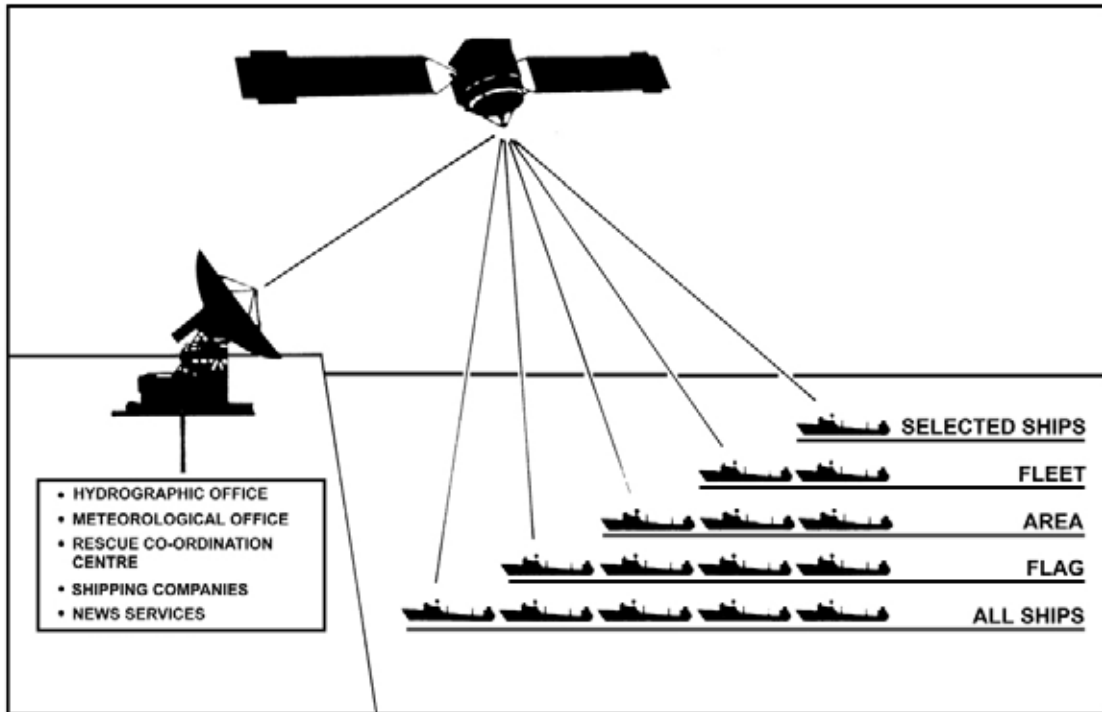 SELECTED SHIPS
FLEET
AREA
FLAG
ALL SHIPS
• HYDROGRAPHIC OFFICE
• METEOROLOGICAL OFFICE
• RESCUE CO-ORDINATION
CENTRE
• SHIPPING COMPANIES
• NEWS SERVICES